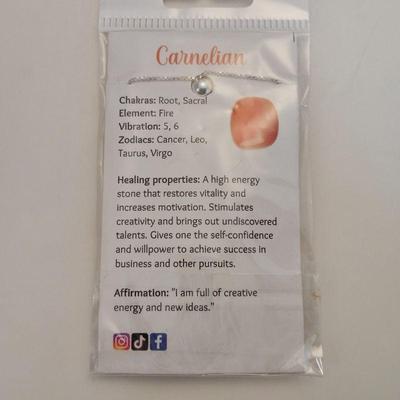 Carnelian
Chakras: Root, Sacral
Element: Fire
Vibration: 5, 6
Zodiacs: Cancer, Leo,
Taurus, Virgo
Healing properties: A high energy
stone that restores vitality and
increases motivation. Stimulates
creativity and brings out undiscovered
talents. Gives one the self-confidence
and willpower to achieve success in
business and other pursuits.
Affirmation: "I am full of creative
energy and new ideas."